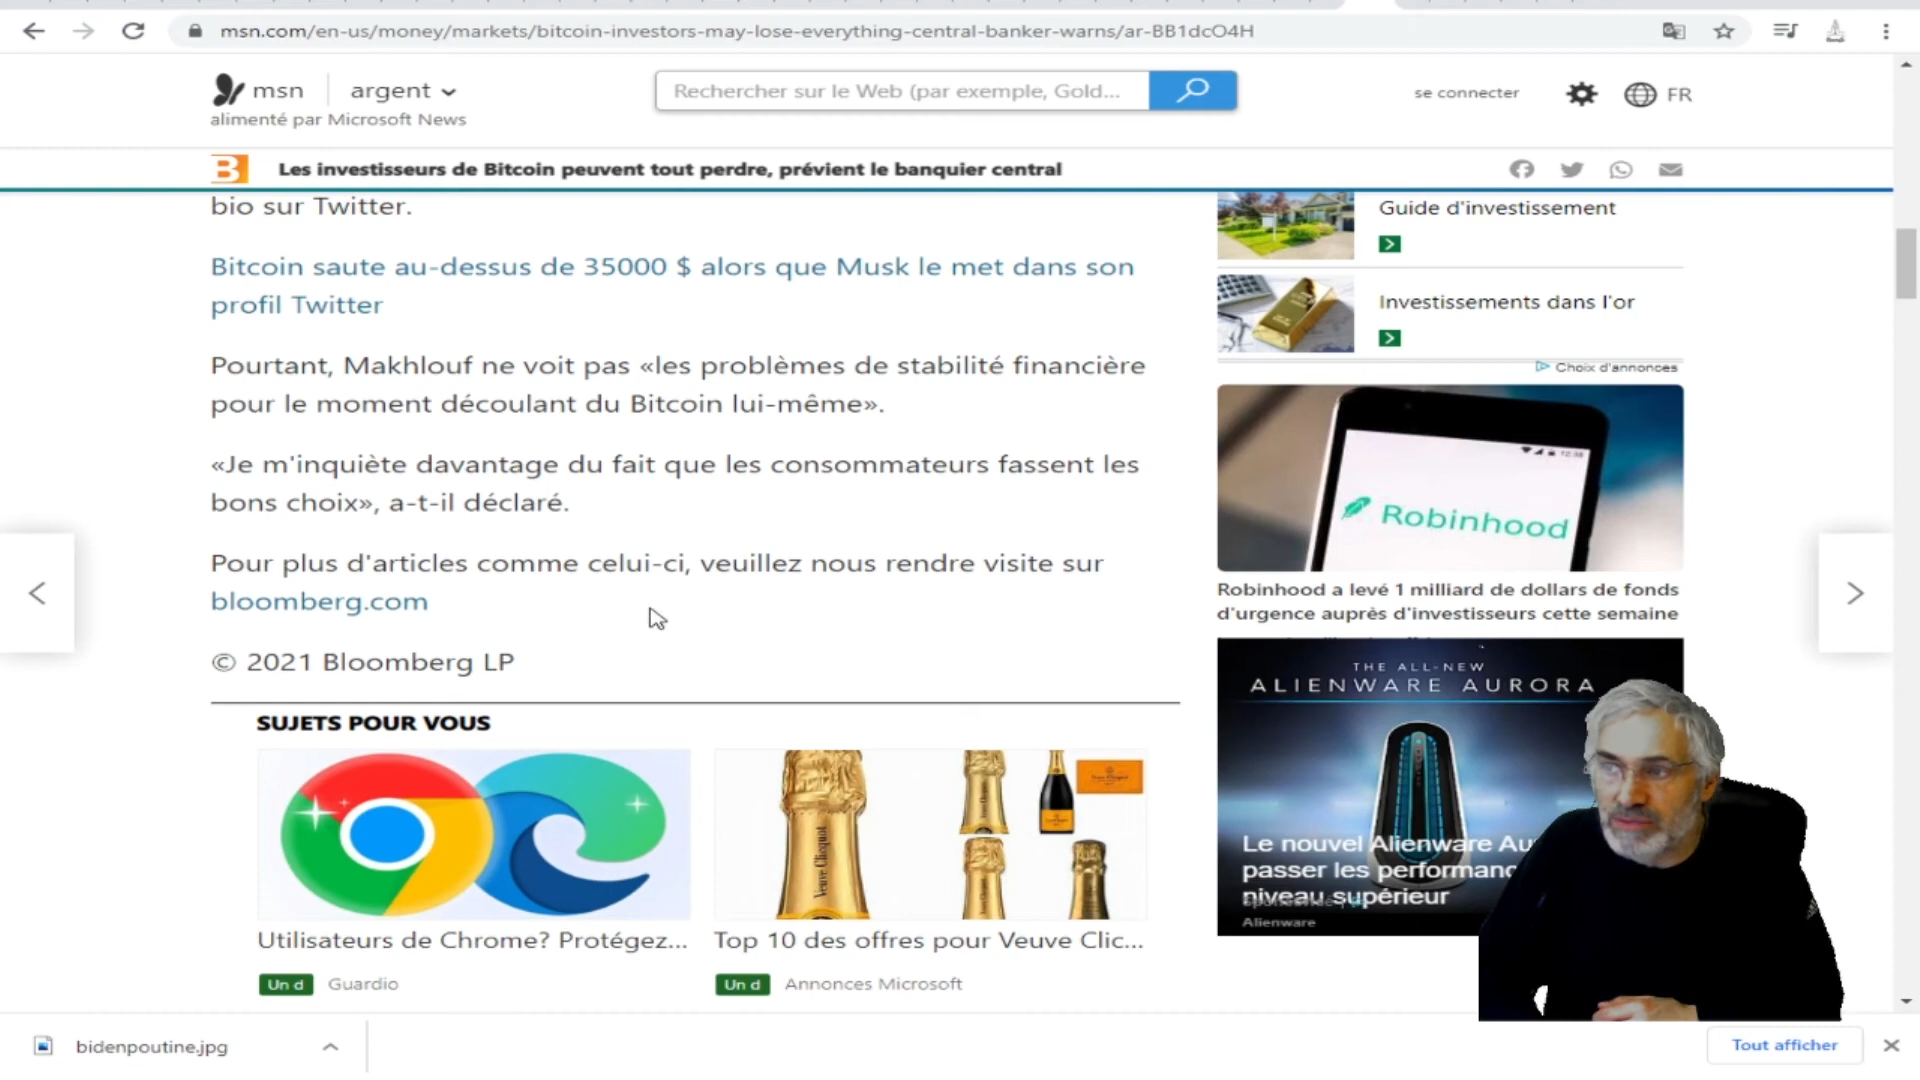 msn.com/en-us/money/markets/bitcoin-investors-may-lose-everything-central-banker-warns/ar-BB1dcO4H
msn
argent
Rechercher sur le Web (par exemple, Gold...
se connecter
FR
alimenté par Microsoft News
B
Les investisseurs de Bitcoin peuvent tout perdre, prévient le banquier central
bio sur Twitter.
Bitcoin saute au-dessus de 35000 $ alors que Musk le met dans son
profil Twitter
Pourtant, Makhlouf ne voit pas «les problèmes de stabilité financière
pour le moment découlant du Bitcoin lui-même».
«Je m'inquiète davantage du fait que les consommateurs fassent les
bons choix», a-t-il déclaré.
Pour plus d'articles comme celui-ci, veuillez nous rendre visite sur
bloomberg.com
© 2021 Bloomberg LP
SUJETS POUR VOUS
Veuve Clicquot
Utilisateurs de Chrome? Protégez...
Un d
Guardio
Top 10 des offres pour Veuve Clic...
Un d
Annonces Microsoft
Guide d'investissement
Investissements dans l'or
Choix d'annonces
Robinhood
Robinhood a levé 1 milliard de dollars de fonds
d'urgence auprès d'investisseurs cette semaine
THE ALL-NEW
ALIENWARE AURORA
Le nouvel Alienware Au
passer les performanc
niveau supérieur
Alienware
bidenpoutine.jpg
Tout afficher